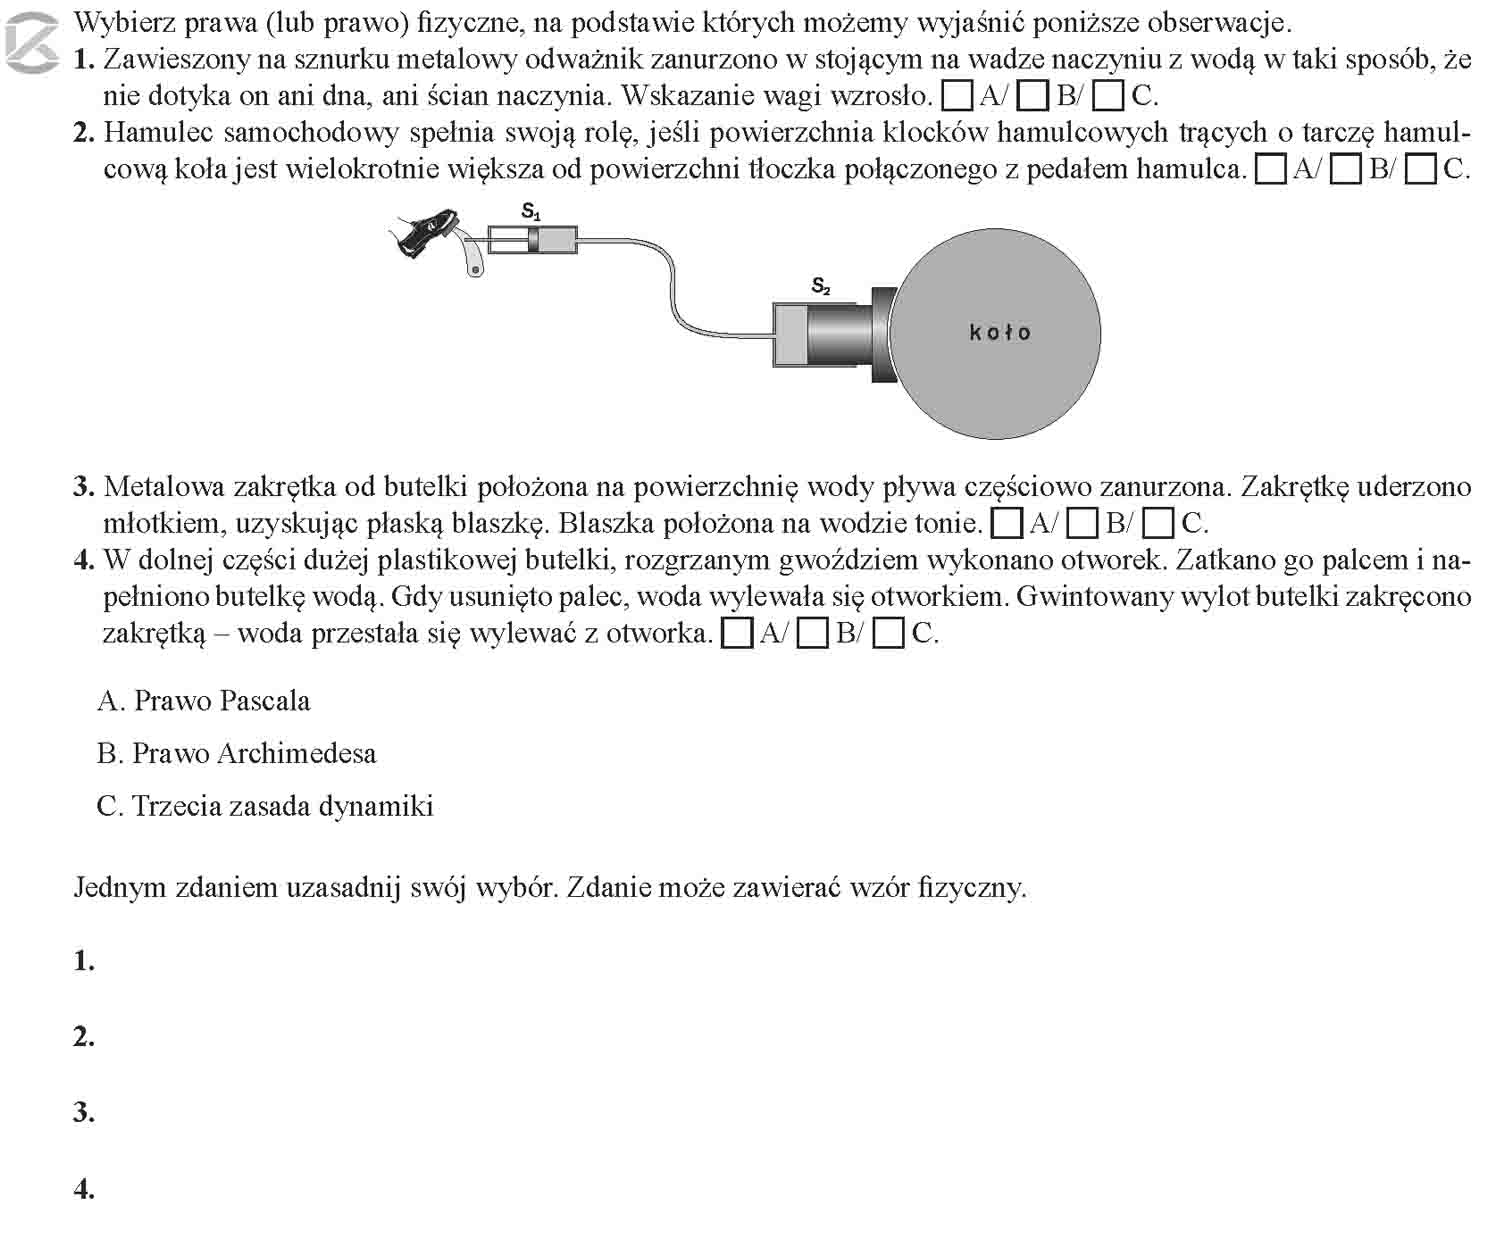 Wybierz prawa (lub prawo) fizyczne, na podstawie których możemy wyjaśnić poniższe obserwacje.
1. Zawieszony na sznurku metalowy odważnik zanurzono w stojącym na wadze naczyniu z wodą w taki sposób, że
nie dotyka on ani dna, ani ścian naczynia. Wskazanie wagi wzrosło. □ A/ □ B/ □ C.
2. Hamulec samochodowy spełnia swoją rolę, jeśli powierzchnia klocków hamulcowych trących o tarczę hamul-
cową koła jest wielokrotnie większa od powierzchni tłoczka połączonego z pedałem hamulca. □ A/ □ B/ □ C.
S₁
S₂
koło
3. Metalowa zakrętka od butelki położona na powierzchnię wody pływa częściowo zanurzona. Zakrętkę uderzono
młotkiem, uzyskując płaską blaszkę. Blaszka położona na wodzie tonie. □ A/ □ B/ □ C.
4. W dolnej części dużej plastikowej butelki, rozgrzanym gwoździem wykonano otworek. Zatkano go palcem i na-
pełniono butelkę wodą. Gdy usunięto palec, woda wylewała się otworkiem. Gwintowany wylot butelki zakręcono
zakrętką – woda przestała się wylewać z otworka. □ A/ □ B/ □ C.
A. Prawo Pascala
B. Prawo Archimedesa
C. Trzecia zasada dynamiki
Jednym zdaniem uzasadnij swój wybór. Zdanie może zawierać wzór fizyczny.
1.
2.
3.
4.